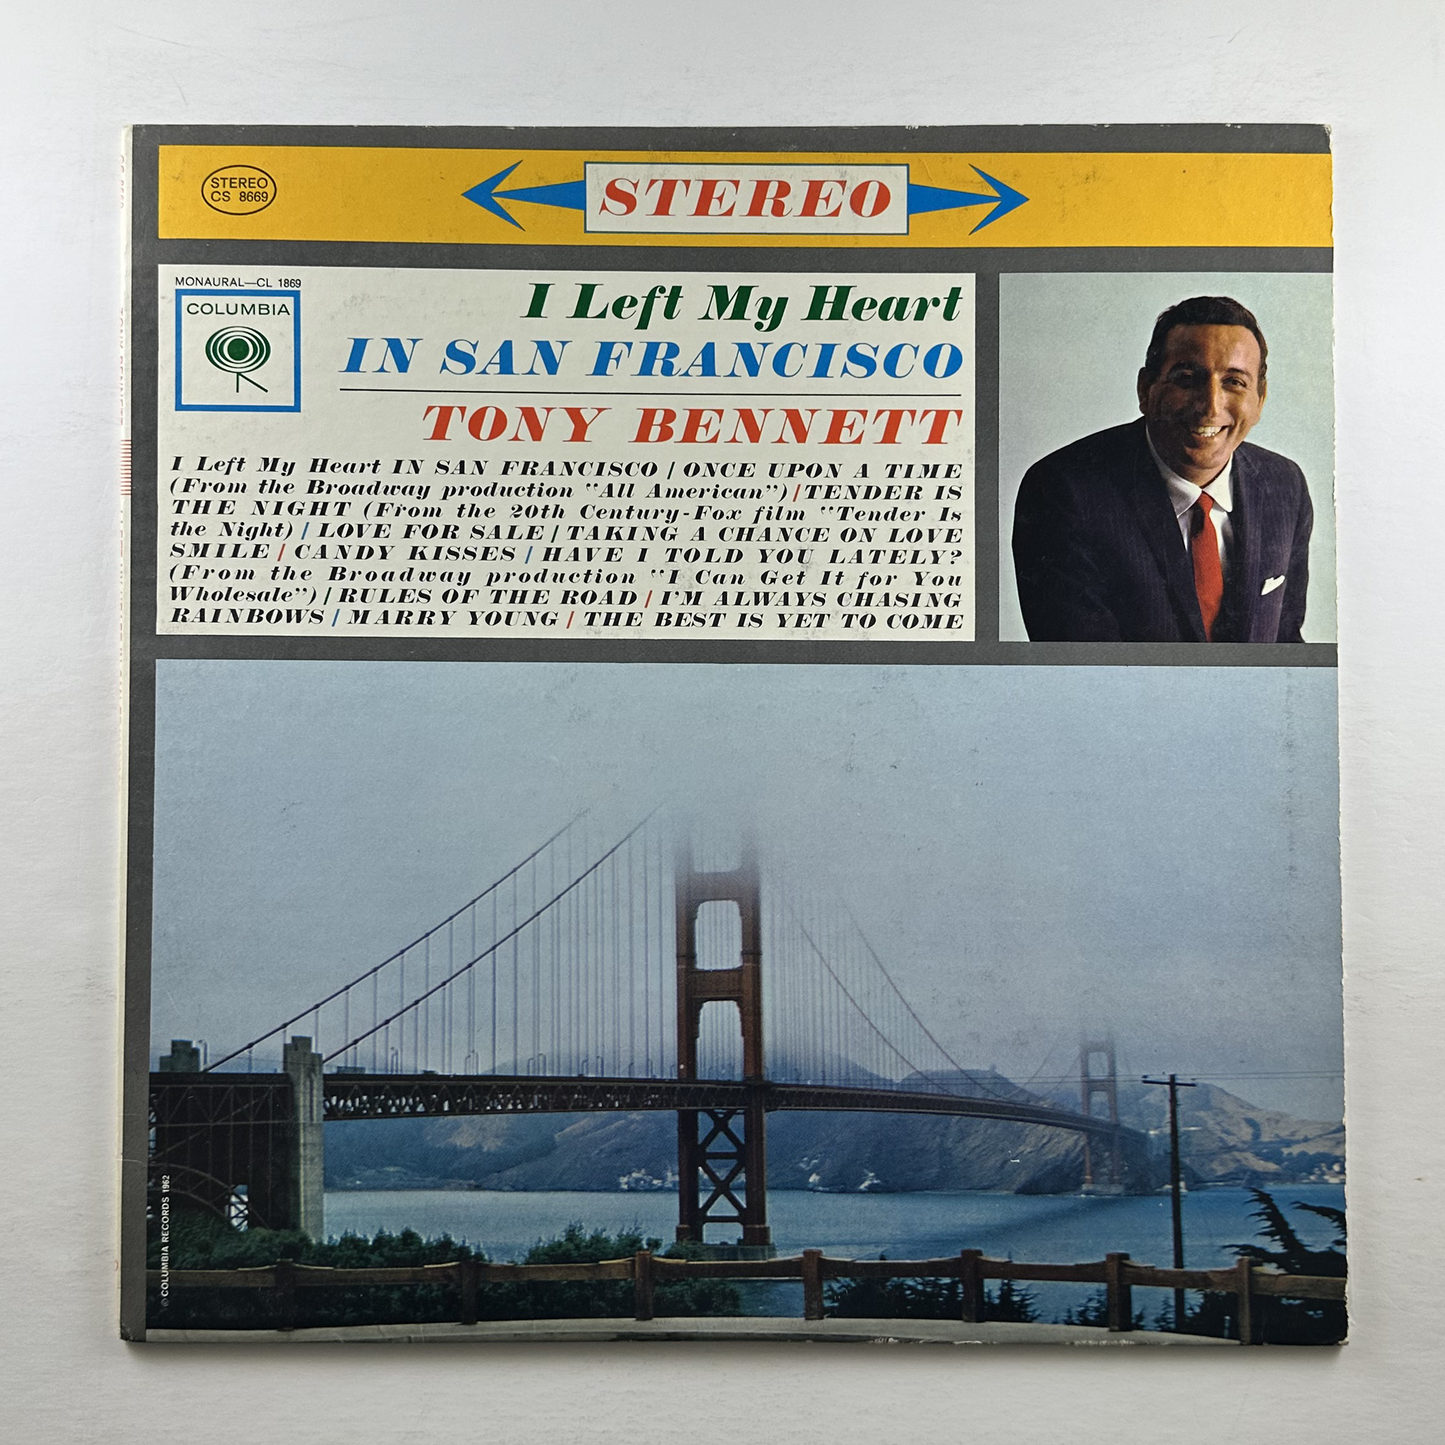 STEREO
CS 8669
STEREO
MONAURAL—CL 1869
COLUMBIA
I Left My Heart
IN SAN FRANCISCO
TONY BENNETT
I Left My Heart IN SAN FRANCISCO / ONCE UPON A TIME
(From the Broadway production "All American") / TENDER IS
THE NIGHT (From the 20th Century-Fox film "Tender Is
the Night) / LOVE FOR SALE / TAKING A CHANCE ON LOVE
SMILE / CANDY KISSES / HAVE I TOLD YOU LATELY?
(From the Broadway production "I Can Get It for You
Wholesale") / RULES OF THE ROAD / I'M ALWAYS CHASING
RAINBOWS / MARRY YOUNG / THE BEST IS YET TO COME
© COLUMBIA RECORDS 1962